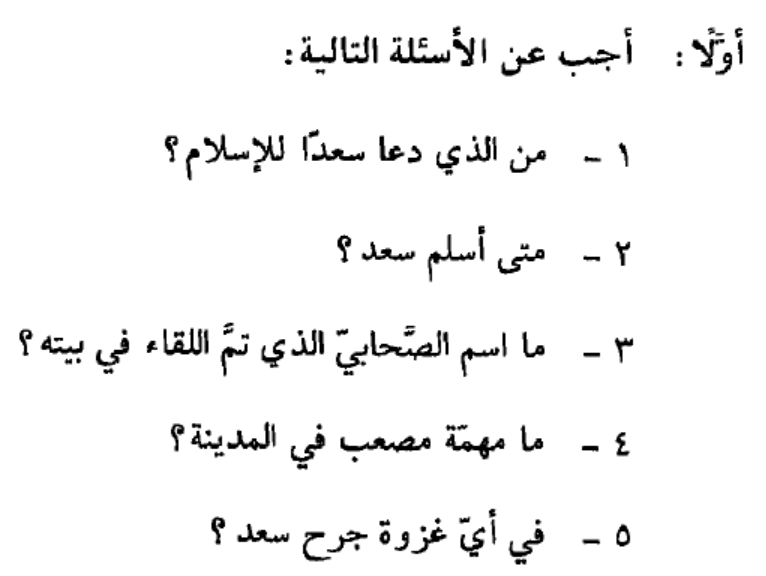 أوَّلًا: أجب عن الأسئلة التالية:
١ - من الذي دعا سعدًا للإسلام؟
٢ - متى أسلم سعد؟
٣ - ما اسم الصَّحابيّ الذي تمَّ اللقاء في بيته؟
٤ - ما مهمّة مصعب في المدينة؟
٥ - في أيّ غزوة جرح سعد؟